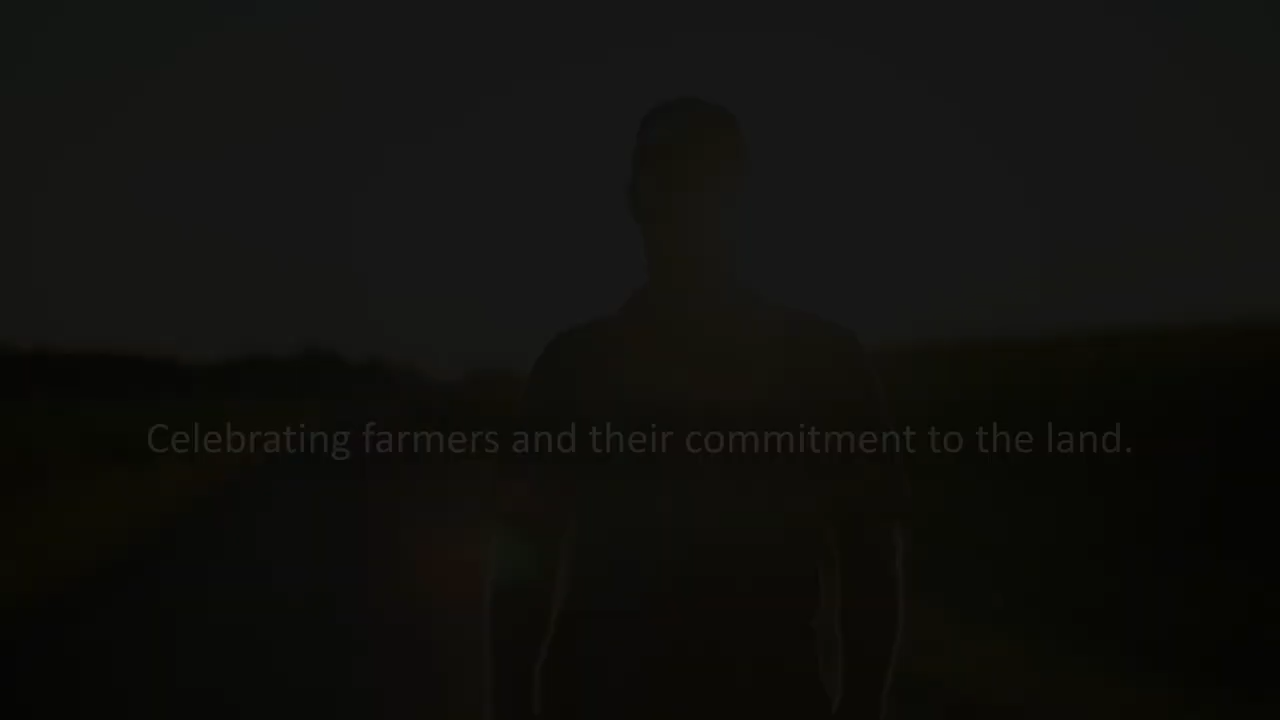 Celebrating farmers and their commitment to the land.